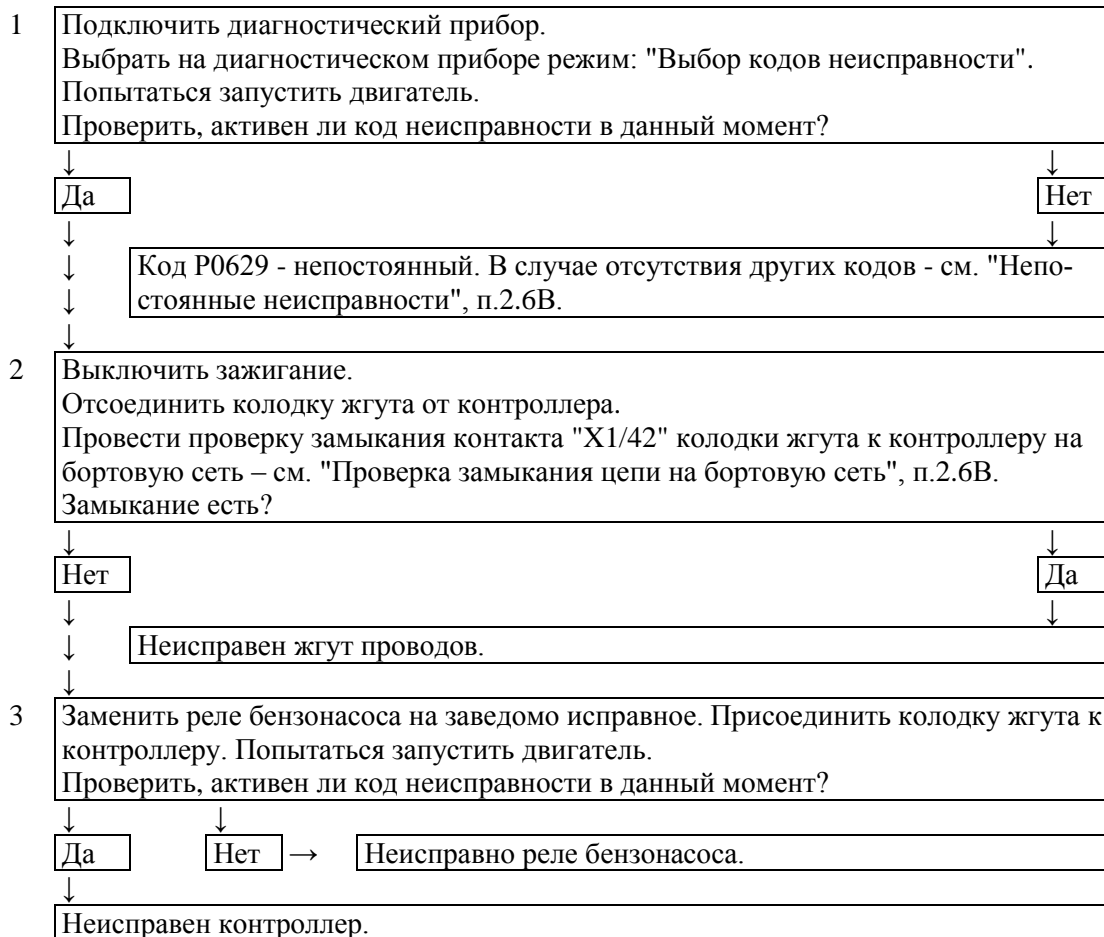 1 Подключить диагностический прибор.
Выбрать на диагностическом приборе режим: "Выбор кодов неисправности".
Попытаться запустить двигатель.
Проверить, активен ли код неисправности в данный момент?
↓ ↓
Да Нет
↓ ↓
↓ Код P0629 - непостоянный. В случае отсутствия других кодов - см. "Непо-
↓ стоянные неисправности", п.2.6В.
↓
2 Выключить зажигание.
Отсоединить колодку жгута от контроллера.
Провести проверку замыкания контакта "X1/42" колодки жгута к контроллеру на
бортовую сеть – см. "Проверка замыкания цепи на бортовую сеть", п.2.6В.
Замыкание есть?
↓ ↓
Нет Да
↓ ↓
↓ Неисправен жгут проводов.
↓
3 Заменить реле бензонасоса на заведомо исправное. Присоединить колодку жгута к
контроллеру. Попытаться запустить двигатель.
Проверить, активен ли код неисправности в данный момент?
↓ ↓
Да Нет → Неисправно реле бензонасоса.
↓
Неисправен контроллер.